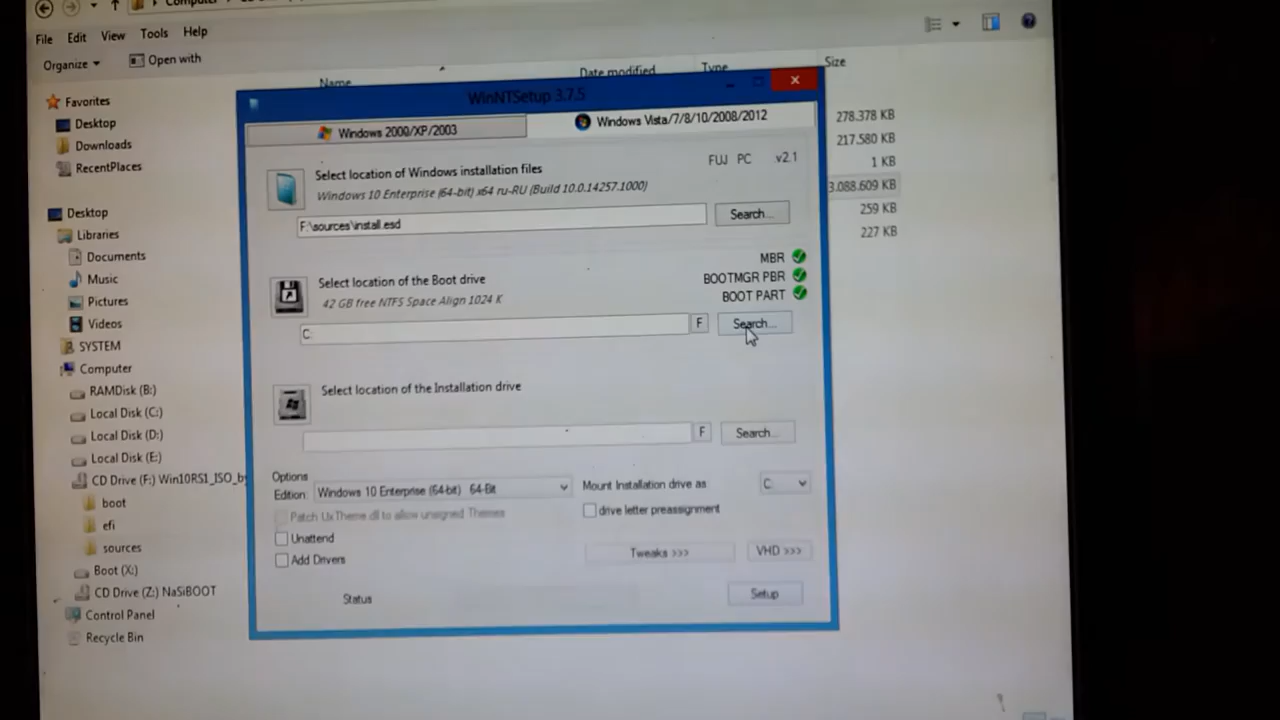 Computer
File Edit View Tools Help
Organize Open with
Name Date modified Type Size
Favorites
Desktop
Downloads
RecentPlaces
Desktop
Libraries
Documents
Music
Pictures
Videos
SYSTEM
Computer
RAMDisk (B:)
Local Disk (C:)
Local Disk (D:)
Local Disk (E:)
CD Drive (F:) Win10RS1_ISO_by
boot
efi
sources
Boot (X:)
CD Drive (Z:) NaSiBOOT
Control Panel
Recycle Bin
278.378 KB
217.580 KB
1 KB
3.088.609 KB
259 KB
227 KB
WinNTSetup 3.7.5
Windows 2000/XP/2003 Windows Vista/7/8/10/2008/2012
Select location of Windows installation files FUJ PC v2.1
Windows 10 Enterprise (64-bit) x64 ru-RU (Build 10.0.14257.1000)
F:\sources\install.esd Search...
MBR
Select location of the Boot drive BOOTMGR PBR
42 GB free NTFS Space Align 1024 K BOOT PART
C: F Search...
Select location of the Installation drive
F Search...
Options
Edition: Windows 10 Enterprise (64-bit) 64-Bit Mount Installation drive as C:
Patch UxTheme.dll to allow unsigned Themes drive letter preassignment
Unattend
Add Drivers Tweaks >>> VHD >>>
Status Setup